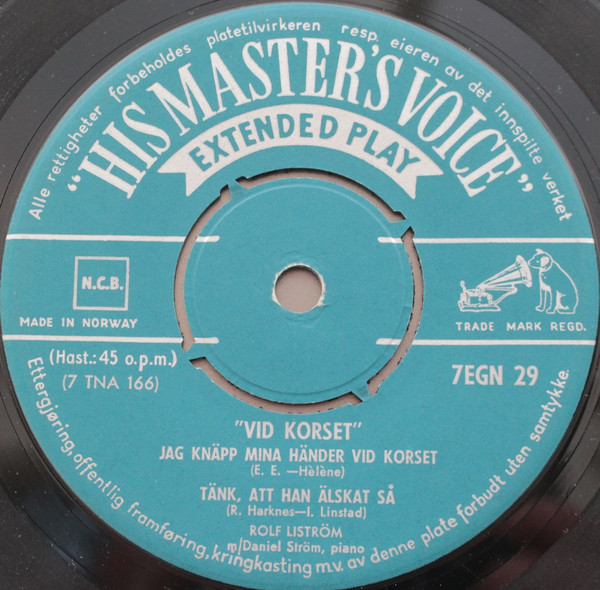 Alle rettigheter forbeholdes platetilvirkeren resp. eieren av det innspilte verket
"HIS MASTER'S VOICE"
EXTENDED PLAY
N.C.B.
MADE IN NORWAY
TRADE MARK REGD.
(Hast.: 45 o.p.m.)
(7 TNA 166)
7EGN 29
"VID KORSET"
JAG KNÄPP MINA HÄNDER VID KORSET
(E. E. —Hèlène)
TÄNK, ATT HAN ÄLSKAT SÅ
(R. Harknes—I. Linstad)
ROLF LISTRÖM
m/Daniel Ström, piano
Ettergjøring, offentlig framføring, kringkasting m.v. av denne plate forbudt uten samtykke.